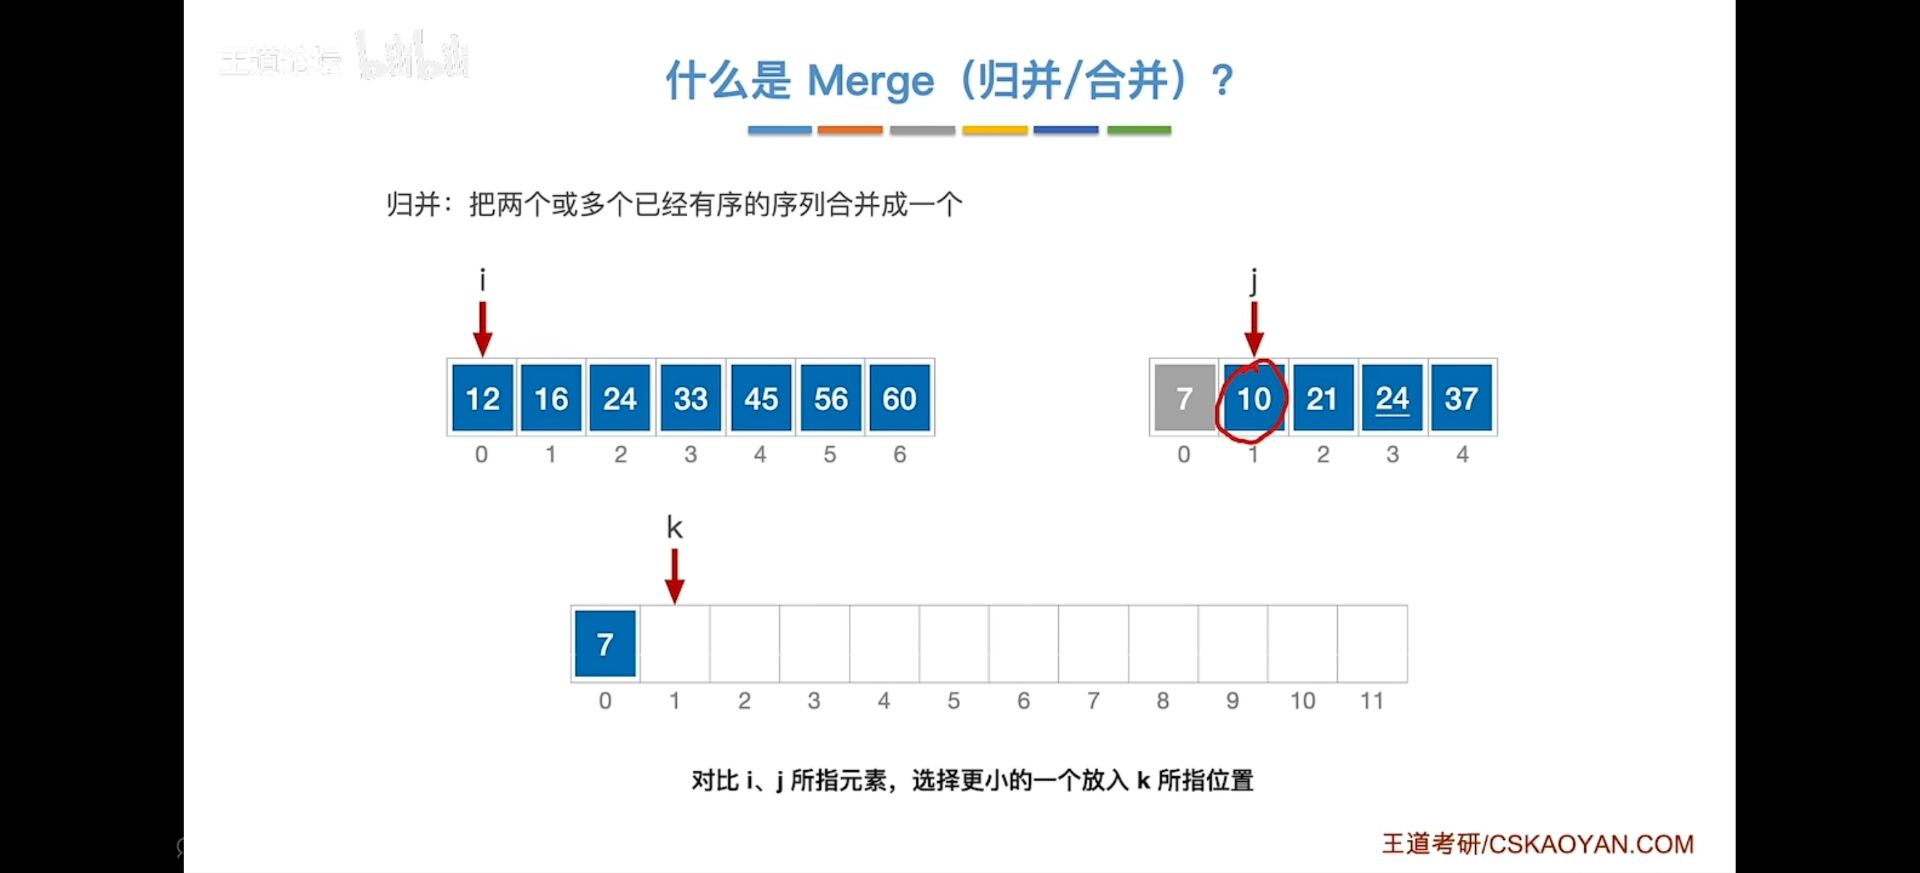 王道论坛 bilibili
什么是 Merge（归并/合并）？
归并：把两个或多个已经有序的序列合并成一个
i j
12 16 24 33 45 56 60 7 10 21 24 37
0 1 2 3 4 5 6 0 1 2 3 4
k
7
0 1 2 3 4 5 6 7 8 9 10 11
对比 i、j 所指元素，选择更小的一个放入 k 所指位置
王道考研/CSKAOYAN.COM